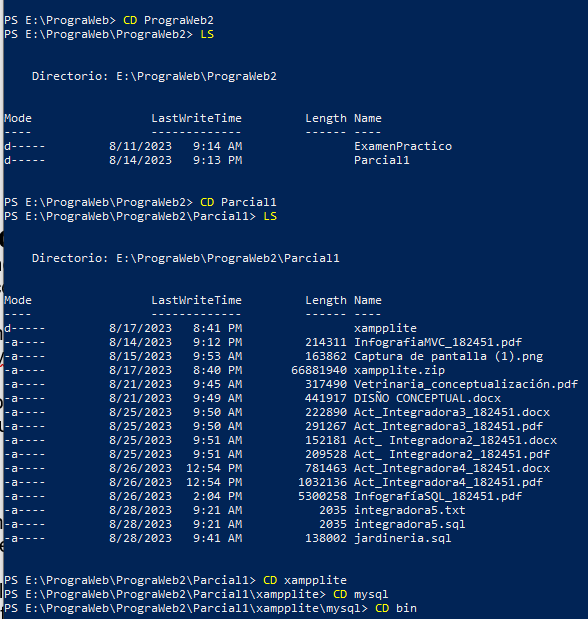 PS E:\PrograWeb> CD PrograWeb2
PS E:\PrograWeb\PrograWeb2> LS
Directorio: E:\PrograWeb\PrograWeb2
Mode LastWriteTime Length Name
---- ------------- ------ ----
d----- 8/11/2023 9:14 AM ExamenPractico
d----- 8/14/2023 9:13 PM Parcial1
PS E:\PrograWeb\PrograWeb2> CD Parcial1
PS E:\PrograWeb\PrograWeb2\Parcial1> LS
Directorio: E:\PrograWeb\PrograWeb2\Parcial1
Mode LastWriteTime Length Name
---- ------------- ------ ----
d----- 8/17/2023 8:41 PM xampplite
-a---- 8/14/2023 9:12 PM 214311 InfografiaMVC_182451.pdf
-a---- 8/15/2023 9:53 AM 163862 Captura de pantalla (1).png
-a---- 8/17/2023 8:40 PM 66881940 xampplite.zip
-a---- 8/21/2023 9:45 AM 317490 Vetrinaria_conceptualización.pdf
-a---- 8/21/2023 9:49 AM 441917 DISÑO CONCEPTUAL.docx
-a---- 8/25/2023 9:50 AM 222890 Act_Integradora3_182451.docx
-a---- 8/25/2023 9:50 AM 291267 Act_Integradora3_182451.pdf
-a---- 8/25/2023 9:51 AM 152181 Act_ Integradora2_182451.docx
-a---- 8/25/2023 9:51 AM 209528 Act_ Integradora2_182451.pdf
-a---- 8/26/2023 12:54 PM 781463 Act_Integradora4_182451.docx
-a---- 8/26/2023 12:54 PM 1032136 Act_Integradora4_182451.pdf
-a---- 8/26/2023 2:04 PM 5300258 InfografíaSQL_182451.pdf
-a---- 8/28/2023 9:21 AM 2035 integradora5.txt
-a---- 8/28/2023 9:21 AM 2035 integradora5.sql
-a---- 8/28/2023 9:41 AM 138002 jardineria.sql
PS E:\PrograWeb\PrograWeb2\Parcial1> CD xampplite
PS E:\PrograWeb\PrograWeb2\Parcial1\xampplite> CD mysql
PS E:\PrograWeb\PrograWeb2\Parcial1\xampplite\mysql> CD bin